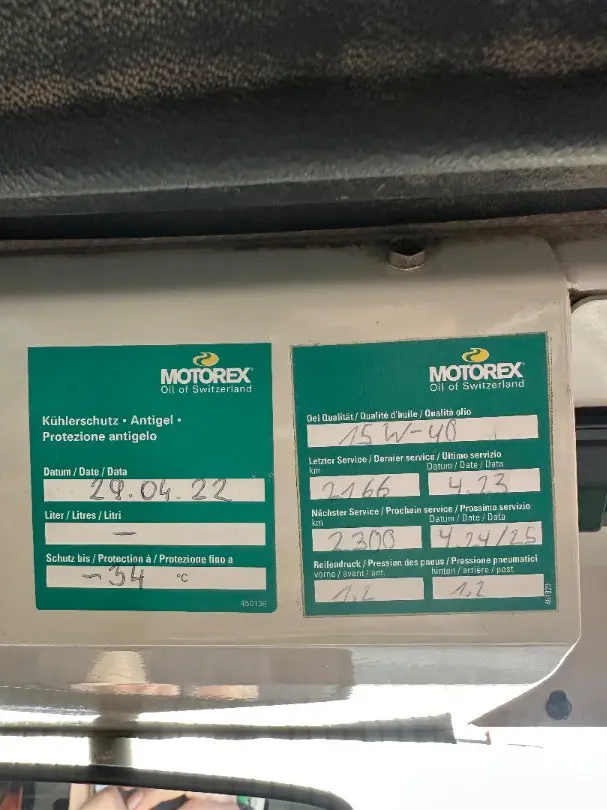 MOTOREX
Oil of Switzerland
Kühlerschutz • Antigel •
Protezione antigelo
Datum / Date / Data
29.04.22
Liter / Litres / Litri
—
Schutz bis / Protection à / Protezione fino a
-34 °C
450136
MOTOREX
Oil of Switzerland
Oel Qualität / Qualité d'huile / Qualità olio
15W-40
Letzter Service / Dernier service / Ultimo servizio
km Datum / Date / Data
2166 4.23
Nächster Service / Prochain service / Prossimo servizio
km Datum / Date / Data
2300 4.24/25
Reifendruck / Pression des pneus / Pressione pneumatici
vorne / avant / ant. hinten / arrière / post.
1,2 1,2